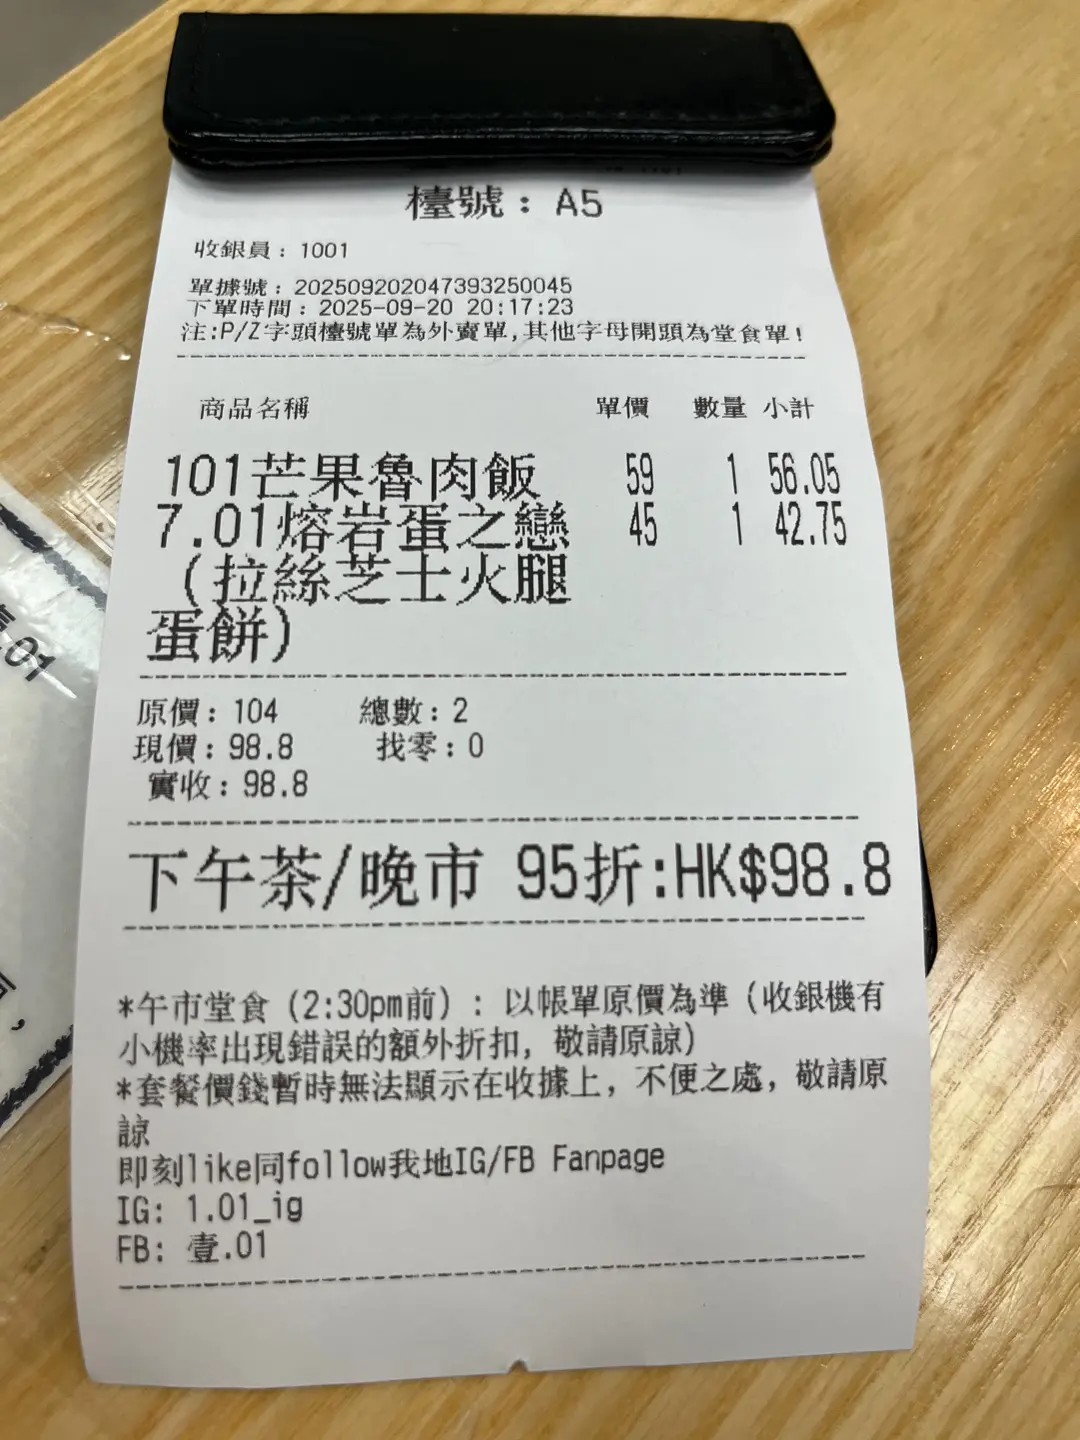 檯號：A5
收銀員：1001
單據號：202509202047393250045
下單時間：2025-09-20 20:17:23
注:P/Z字頭檯號單為外賣單,其他字母開頭為堂食單!
商品名稱 單價 數量 小計
101芒果魯肉飯 59 1 56.05
7.01熔岩蛋之戀 45 1 42.75
(拉絲芝士火腿
蛋餅)
原價：104 總數：2
現價：98.8 找零：0
實收：98.8
下午茶/晚市 95折:HK$98.8
*午市堂食（2:30pm前）: 以帳單原價為準（收銀機有
小機率出現錯誤的額外折扣, 敬請原諒）
*套餐價錢暫時無法顯示在收據上, 不便之處, 敬請原
諒
即刻like同follow我地IG/FB Fanpage
IG: 1.01_ig
FB: 壹.01
.01